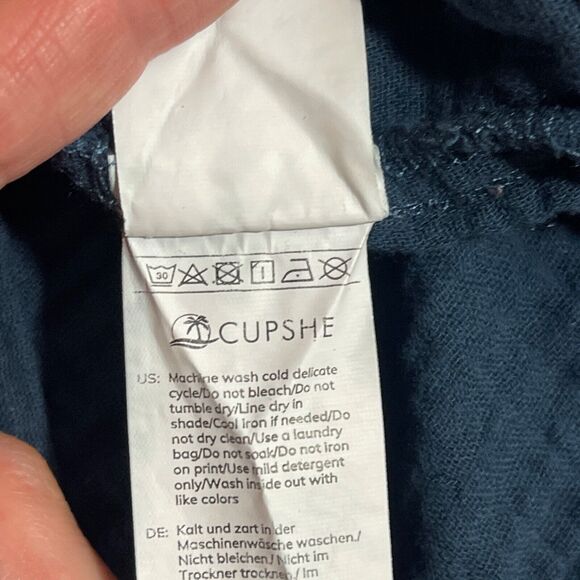 30
CUPSHE
US: Machine wash cold delicate
cycle/Do not bleach/Do not
tumble dry/Line dry in
shade/Cool Iron if needed/Do
not dry clean/Use a laundry
bag/Do not soak/Do not iron
on print/Use mild detergent
only/Wash inside out with
like colors
DE: Kalt und zart in der
Maschinenwäsche waschen./
Nicht bleichen./ Nicht im
Trockner trocknen./ Im